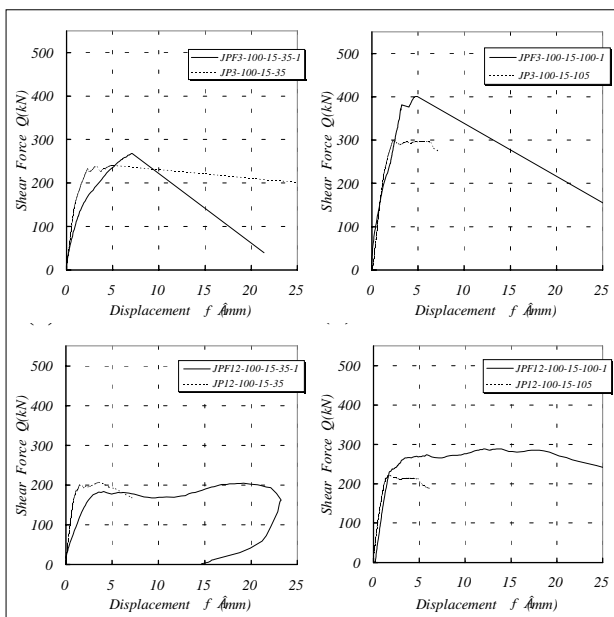 500
400
300
200
100
0
Shear Force Q(kN)
JPF3-100-15-35-1
JP3-100-15-35
0 5 10 15 20 25
Displacement ƒ Â(mm)
500
400
300
200
100
0
Shear Force Q(kN)
JPF3-100-15-100-1
JP3-100-15-105
0 5 10 15 20 25
Displacement ƒ Â(mm)
500
400
300
200
100
0
Shear Force Q(kN)
JPF12-100-15-35-1
JP12-100-15-35
0 5 10 15 20 25
Displacement ƒ Â(mm)
500
400
300
200
100
0
Shear Force Q(kN)
JPF12-100-15-100-1
JP12-100-15-105
0 5 10 15 20 25
Displacement ƒ Â(mm)